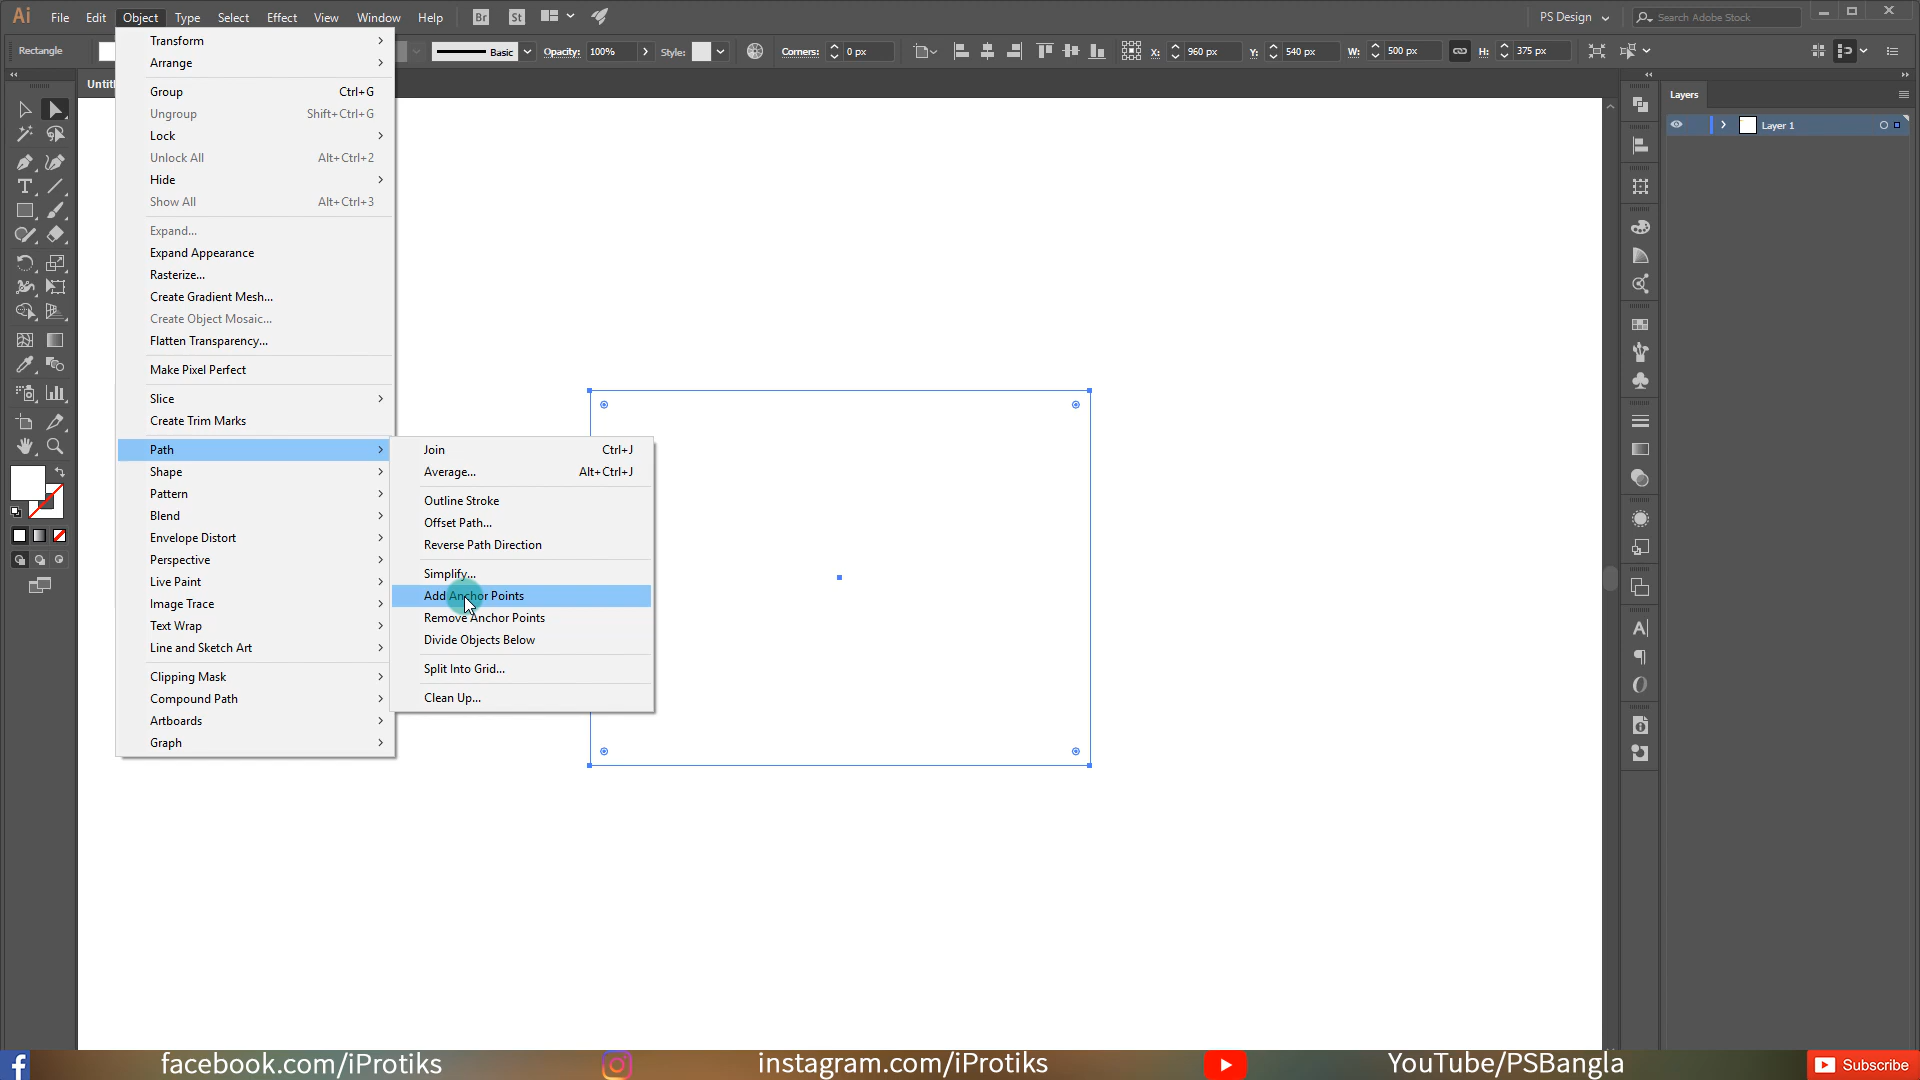 Ai File Edit Object Type Select Effect View Window Help Br St PS Design Search Adobe Stock
Rectangle Basic Opacity: 100% Style: Corners: 0 px X: 960 px Y: 540 px W: 500 px H: 375 px
Transform
Arrange
Group Ctrl+G
Ungroup Shift+Ctrl+G
Lock
Unlock All Alt+Ctrl+2
Hide
Show All Alt+Ctrl+3
Expand...
Expand Appearance
Rasterize...
Create Gradient Mesh...
Create Object Mosaic...
Flatten Transparency...
Make Pixel Perfect
Slice
Create Trim Marks
Path
Shape
Pattern
Blend
Envelope Distort
Perspective
Live Paint
Image Trace
Text Wrap
Line and Sketch Art
Clipping Mask
Compound Path
Artboards
Graph
Join Ctrl+J
Average... Alt+Ctrl+J
Outline Stroke
Offset Path...
Reverse Path Direction
Simplify...
Add Anchor Points
Remove Anchor Points
Divide Objects Below
Split Into Grid...
Clean Up...
Layers
Layer 1
facebook.com/iProtiks instagram.com/iProtiks YouTube/PSBangla Subscribe